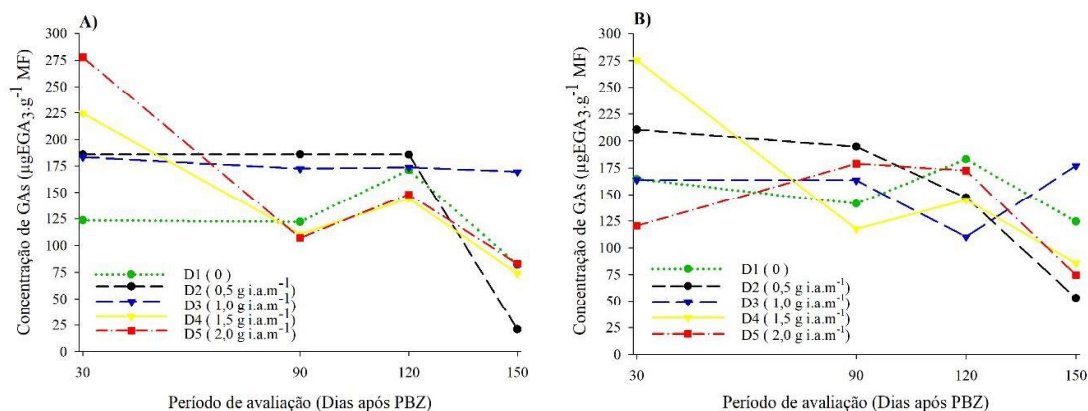 A)
Concentração de GAs (µgEGA₃.g⁻¹ MF)
300
275
250
225
200
175
150
125
100
75
50
25
0
D1 ( 0 )
D2 ( 0,5 g i.a.m⁻¹)
D3 ( 1,0 g i.a.m⁻¹)
D4 ( 1,5 g i.a.m⁻¹)
D5 ( 2,0 g i.a.m⁻¹)
30 90 120 150
Período de avaliação (Dias após PBZ)
B)
Concentração de GAs (µgEGA₃.g⁻¹ MF)
300
275
250
225
200
175
150
125
100
75
50
25
0
D1 ( 0 )
D2 ( 0,5 g i.a.m⁻¹)
D3 ( 1,0 g i.a.m⁻¹)
D4 ( 1,5 g i.a.m⁻¹)
D5 ( 2,0 g i.a.m⁻¹)
30 90 120 150
Período de avaliação (Dias após PBZ)